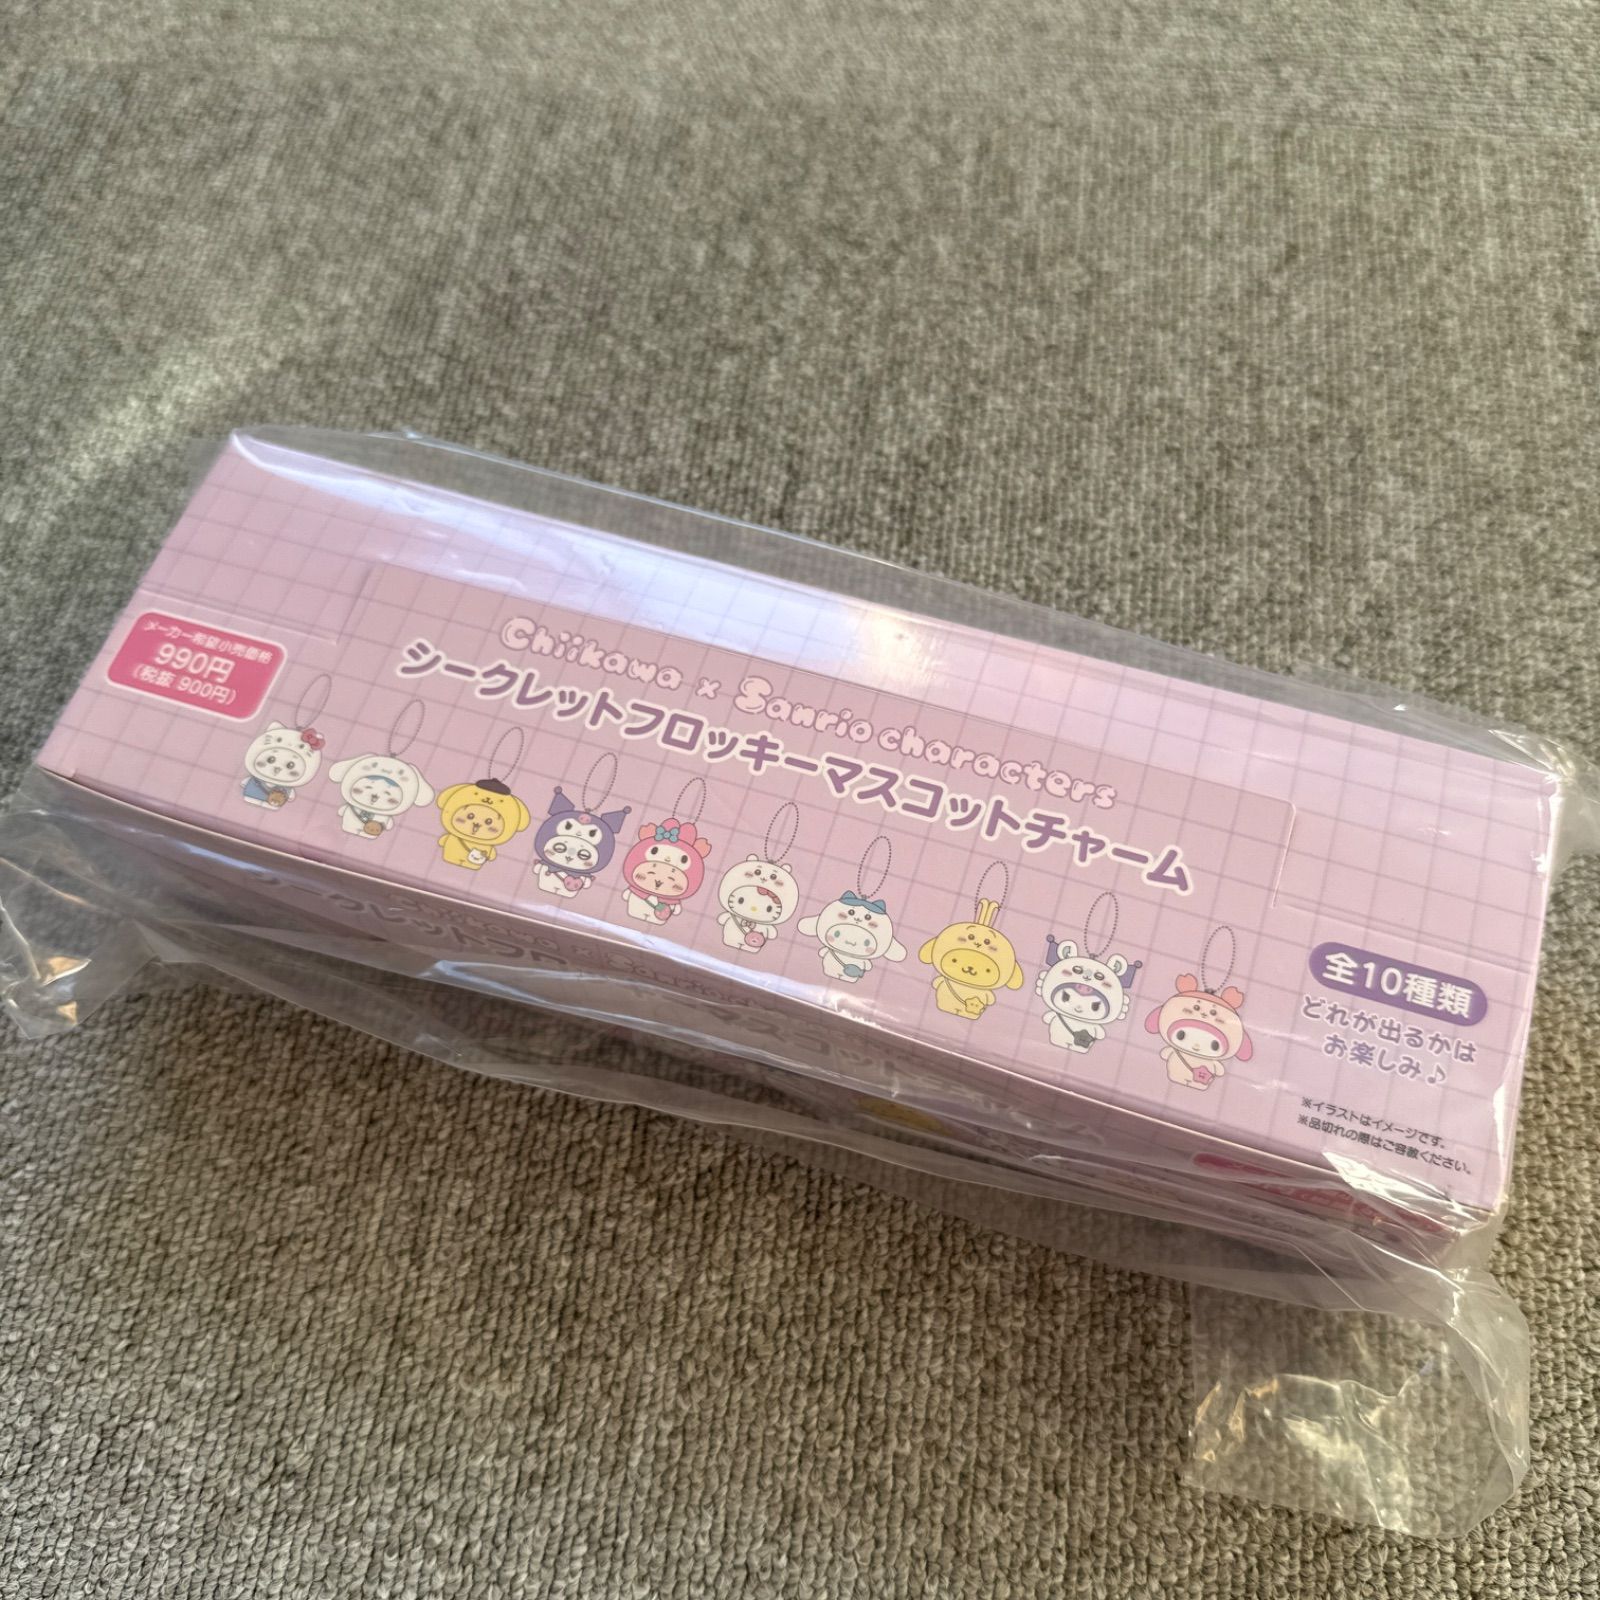 メーカー希望小売価格
990円
(税抜 900円)
Chiikawa × Sanrio characters
シークレットフロッキーマスコットチャーム
全10種類
どれが出るかは
お楽しみ♪
※イラストはイメージです。
※品切れの際はご容赦ください。